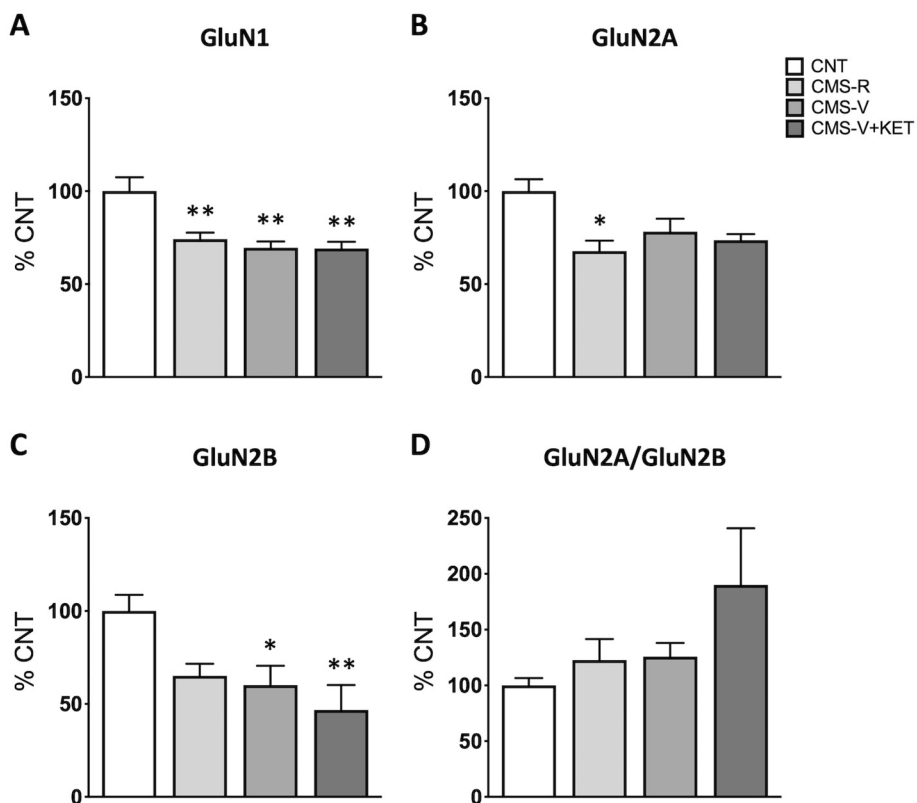 A
GluN1
150
100
50
0
% CNT
**
**
**
B
GluN2A
150
100
50
0
% CNT
*
CNT
CMS-R
CMS-V
CMS-V+KET
C
GluN2B
150
100
50
0
% CNT
*
**
D
GluN2A/GluN2B
250
200
150
100
50
0
% CNT